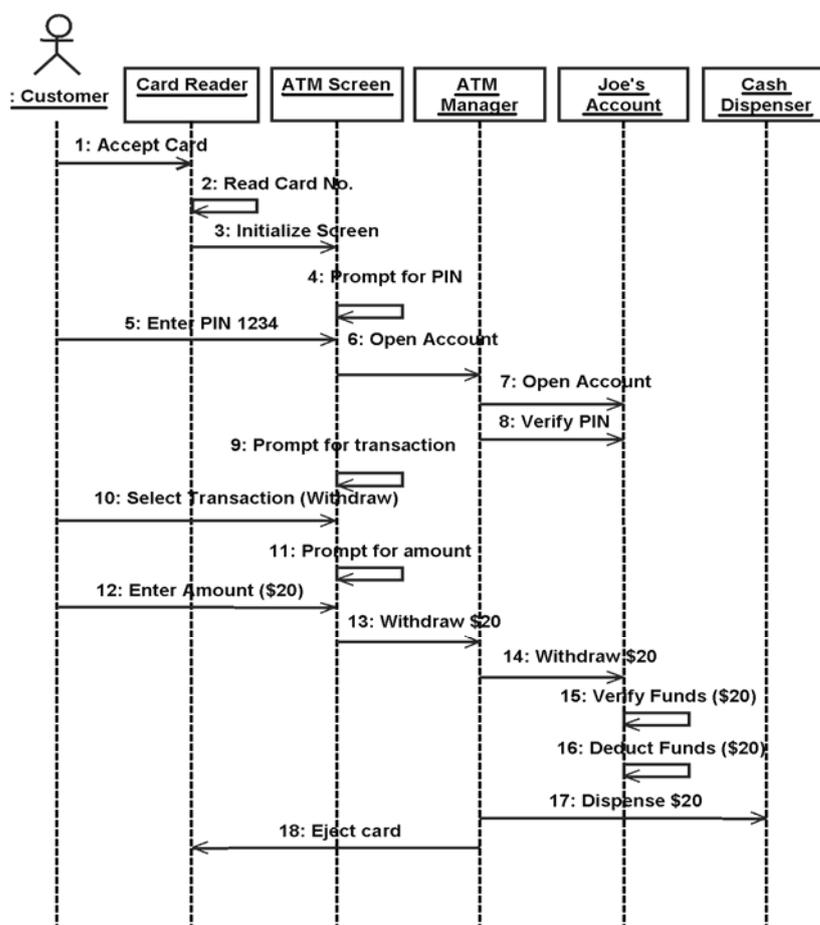 : Customer
Card Reader
ATM Screen
ATM
Manager
Joe's
Account
Cash
Dispenser
1: Accept Card
2: Read Card No.
3: Initialize Screen
4: Prompt for PIN
5: Enter PIN 1234
6: Open Account
7: Open Account
8: Verify PIN
9: Prompt for transaction
10: Select Transaction (Withdraw)
11: Prompt for amount
12: Enter Amount ($20)
13: Withdraw $20
14: Withdraw $20
15: Verify Funds ($20)
16: Deduct Funds ($20)
17: Dispense $20
18: Eject card